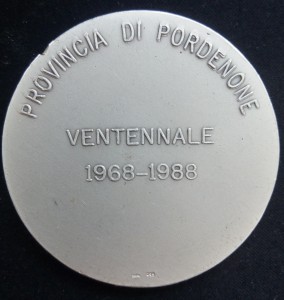 PROVINCIA DI PORDENONE
VENTENNALE
1968-1988